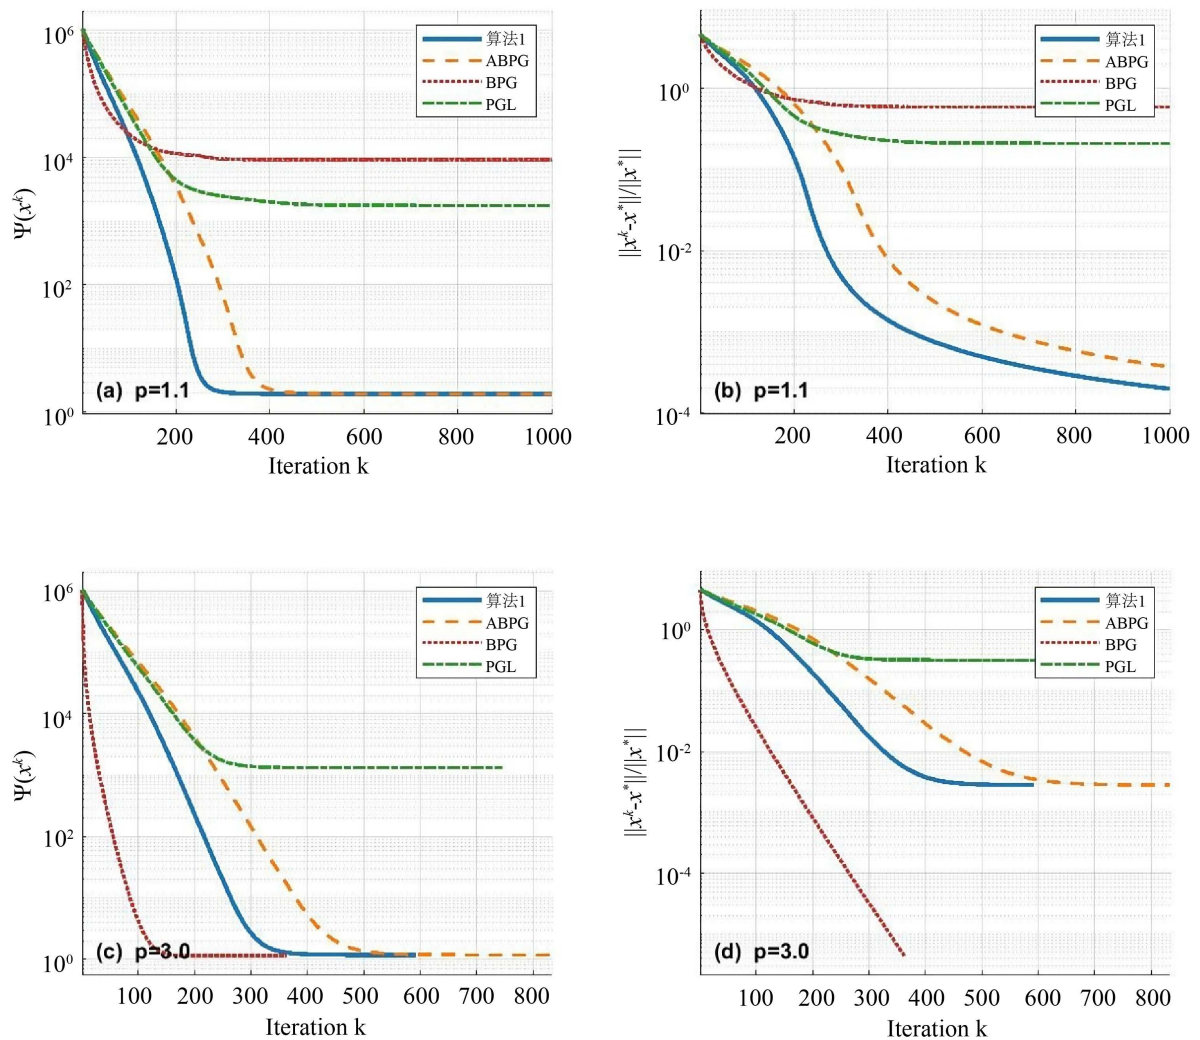 10^6
10^4
10^2
10^0
Ψ(x^k)
算法1
ABPG
BPG
PGL
(a) p=1.1
200 400 600 800 1000
Iteration k
10^0
10^-2
10^-4
||x^k-x^*||/||x^*||
算法1
ABPG
BPG
PGL
(b) p=1.1
200 400 600 800 1000
Iteration k
10^6
10^4
10^2
10^0
Ψ(x^k)
算法1
ABPG
BPG
PGL
(c) p=3.0
100 200 300 400 500 600 700 800
Iteration k
10^0
10^-2
10^-4
||x^k-x^*||/||x^*||
算法1
ABPG
BPG
PGL
(d) p=3.0
100 200 300 400 500 600 700 800
Iteration k